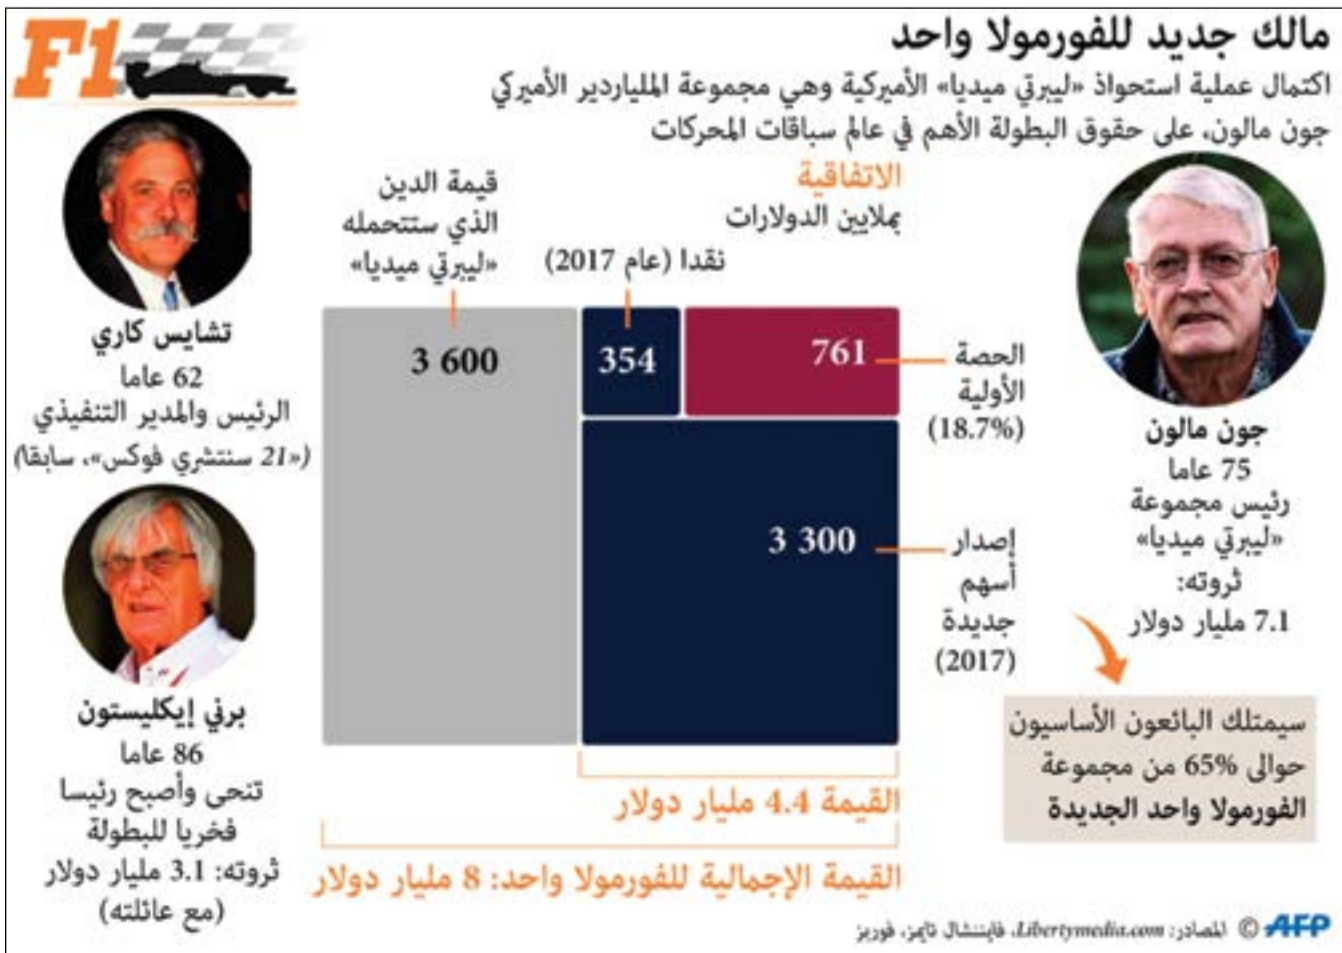 مالك جديد للفورمولا واحد
اكتمال عملية استحواذ «ليبرتي ميديا» الأميركية وهي مجموعة الملياردير الأميركي
جون مالون، على حقوق البطولة الأهم في عالم سباقات المحركات
F1
الاتفاقية
بملايين الدولارات
نقدا (عام 2017)
قيمة الدين
الذي ستتحمله
«ليبرتي ميديا»
3 600
354
761
الحصة
الأولية
(18.7%)
3 300
إصدار
أسهم
جديدة
(2017)
القيمة 4.4 مليار دولار
القيمة الإجمالية للفورمولا واحد: 8 مليار دولار
جون مالون
75 عاما
رئيس مجموعة
«ليبرتي ميديا»
ثروته:
7.1 مليار دولار
سيمتلك البائعون الأساسيون
حوالى 65% من مجموعة
الفورمولا واحد الجديدة
تشايس كاري
62 عاما
الرئيس والمدير التنفيذي
(«21 سنتشري فوكس»، سابقا)
برني إيكليستون
86 عاما
تنحى وأصبح رئيسا
فخريا للبطولة
ثروته: 3.1 مليار دولار
(مع عائلته)
AFP © المصادر: Libertymedia.com، فايننشال تايمز، فوربز